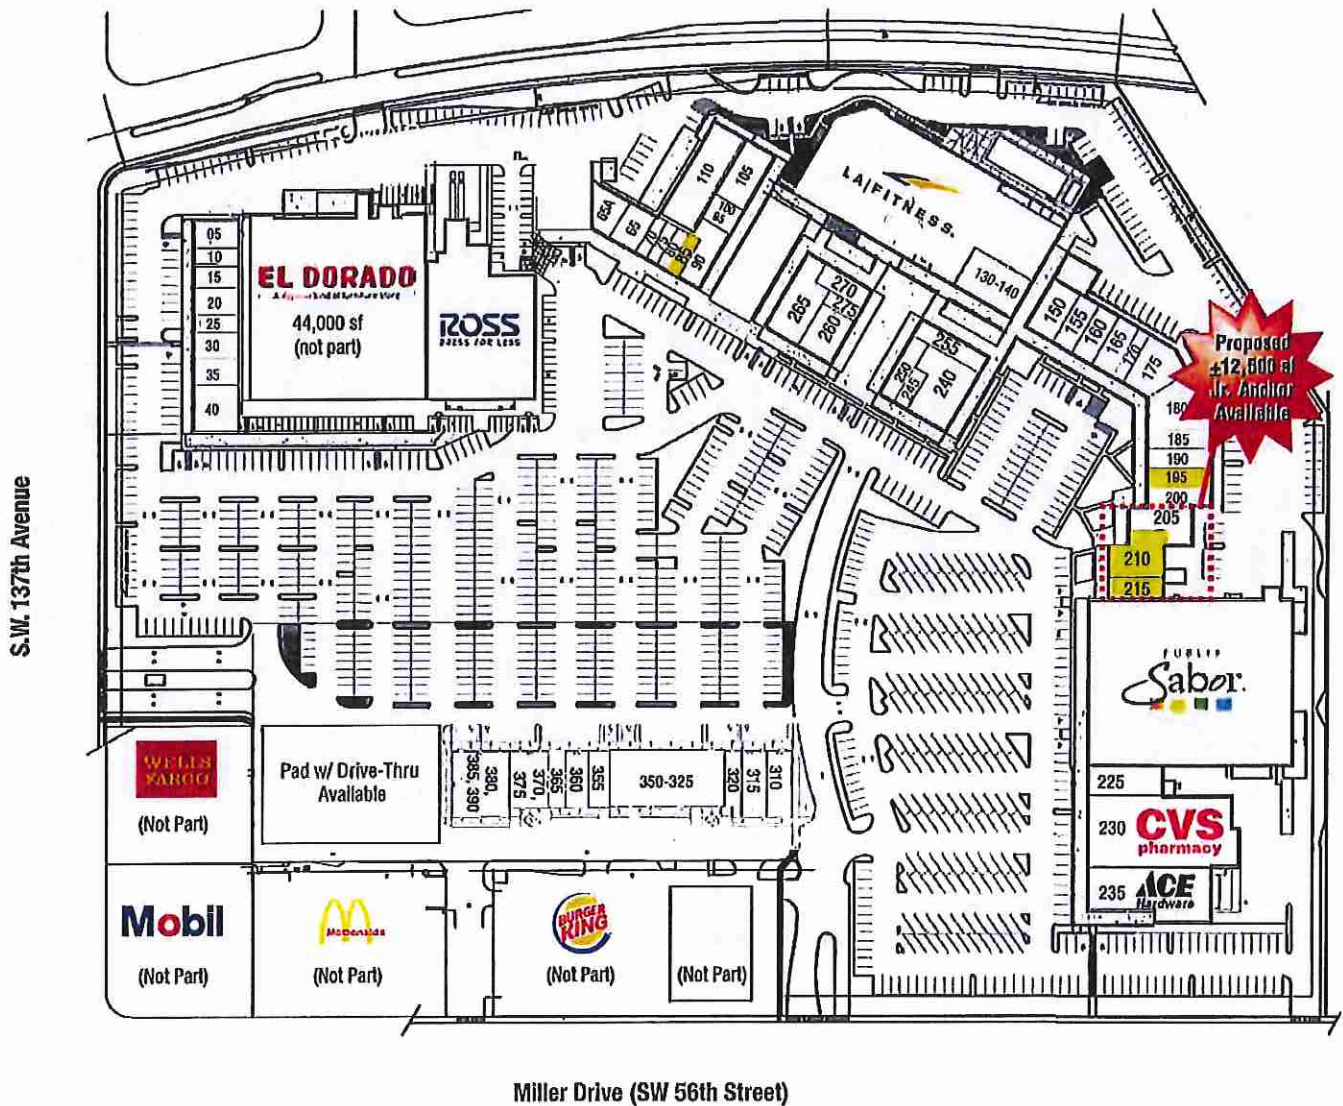 110
105
100
95
65A
65
90
LA|FITNESS.
130-140
05
10
15
20
25
30
35
40
EL DORADO
44,000 sf
(not part)
ROSS
DRESS FOR LESS
270
275
265
260
255
250
245
240
150
155
160
165
170
175
Proposed
±12,500 sf
Jr. Anchor
Available
180
185
190
195
200
205
210
215
S.W. 137th Avenue
PUBLIX
Sabor.
WELLS
FARGO
(Not Part)
Pad w/ Drive-Thru
Available
385, 390
380,
375
370,
365
360
355
350-325
320
315
310
225
230
CVS
pharmacy
235
ACE
Hardware
Mobil
(Not Part)
McDonalds
(Not Part)
BURGER
KING
(Not Part)
(Not Part)
Miller Drive (SW 56th Street)